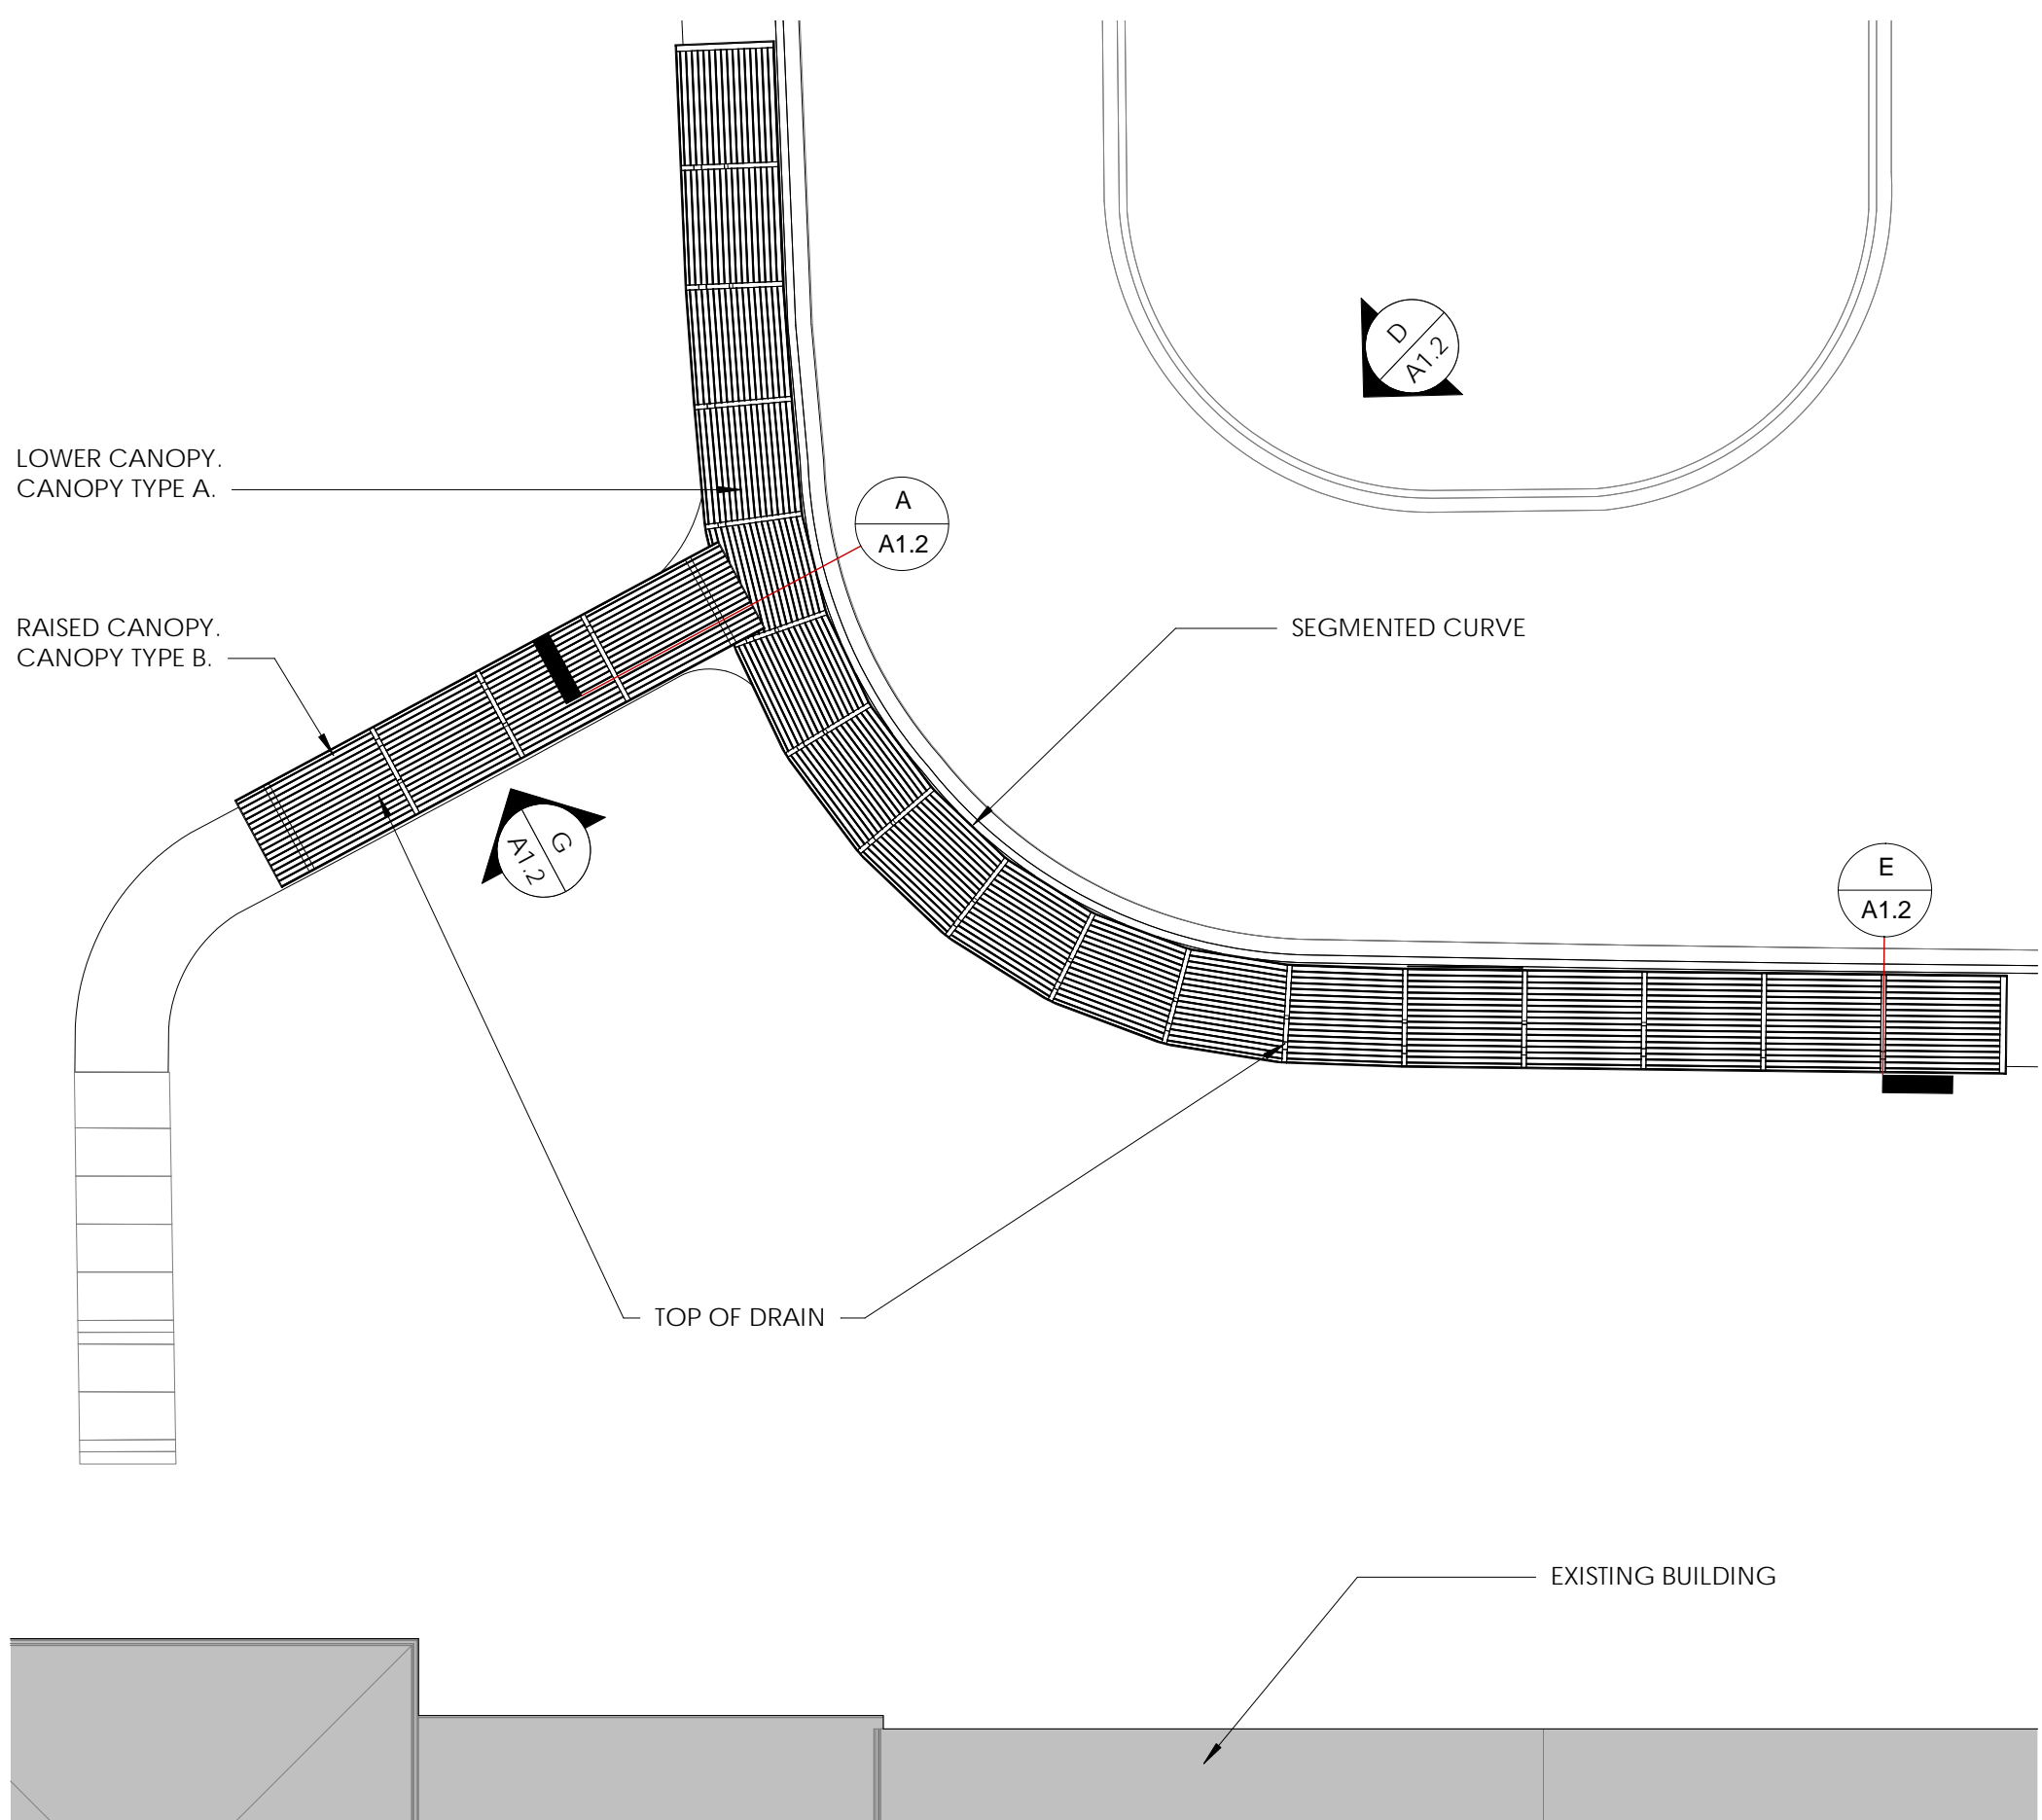 D
A1.2
LOWER CANOPY.
CANOPY TYPE A.
A
A1.2
RAISED CANOPY.
CANOPY TYPE B.
SEGMENTED CURVE
G
A1.2
E
A1.2
TOP OF DRAIN
EXISTING BUILDING